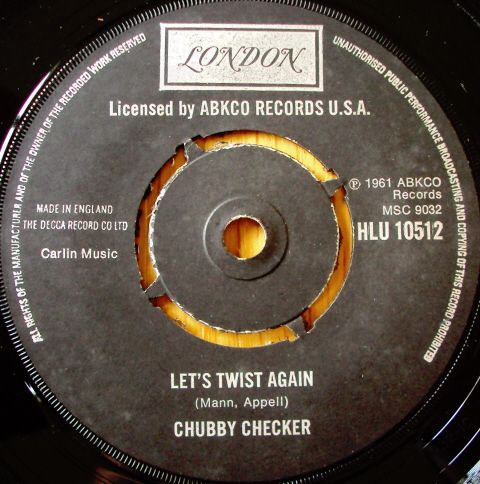 LONDON
Licensed by ABKCO RECORDS U.S.A.
ALL RIGHTS OF THE MANUFACTURER AND OF THE OWNER OF THE RECORDED WORK RESERVED
UNAUTHORISED PUBLIC PERFORMANCE BROADCASTING AND COPYING OF THIS RECORD PROHIBITED
MADE IN ENGLAND
THE DECCA RECORD CO LTD
Carlin Music
Ⓟ 1961 ABKCO
Records
MSC 9032
HLU 10512
LET'S TWIST AGAIN
(Mann, Appell)
CHUBBY CHECKER